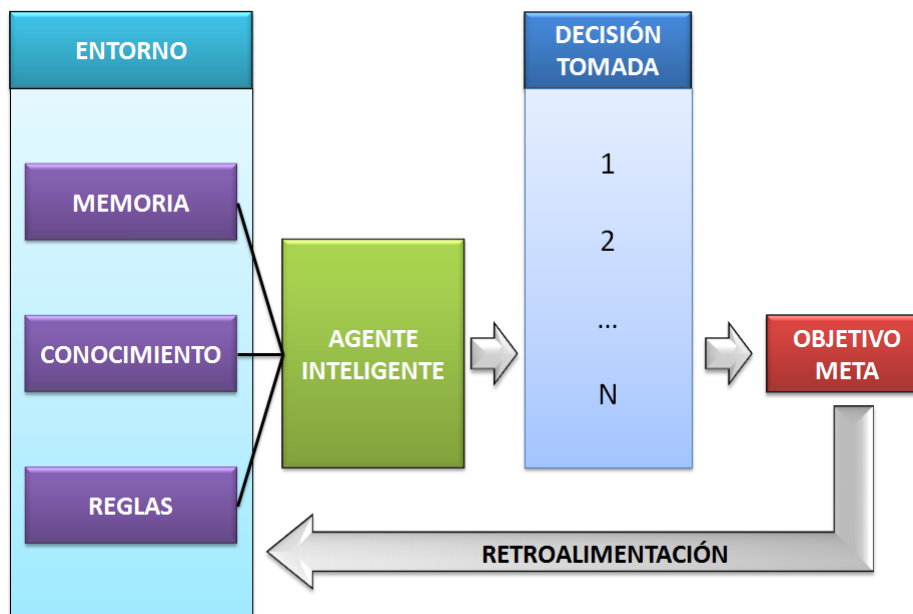 ENTORNO
MEMORIA
CONOCIMIENTO
REGLAS
AGENTE
INTELIGENTE
DECISIÓN
TOMADA
1
2
...
N
OBJETIVO
META
RETROALIMENTACIÓN